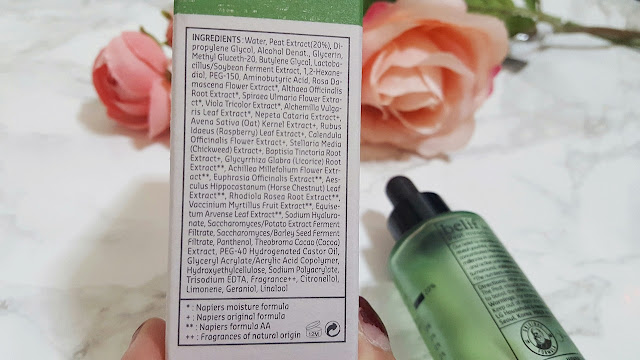 INGREDIENTS: Water, Peat Extract(20%), Di-
propylene Glycol, Alcohol Denat., Glycerin,
Methyl Gluceth-20, Butylene Glycol, Lactoba-
cillus/Soybean Ferment Extract, 1,2-Hexane-
diol, PEG-150, Aminobutyric Acid, Rosa Da-
mascena Flower Extract*, Althaea Officinalis
Root Extract*, Spiraea Ulmaria Flower Extra-
ct*, Viola Tricolor Extract*, Alchemilla Vulga-
ris Leaf Extract*, Nepeta Cataria Extract+,
Avena Sativa (Oat) Kernel Extract+, Rubus
Idaeus (Raspberry) Leaf Extract+, Calendula
Officinalis Flower Extract+, Stellaria Media
(Chickweed) Extract+, Baptisia Tinctoria Root
Extract+, Glycyrrhiza Glabra (Licorice) Root
Extract**, Achillea Millefolium Flower Extr-
act**, Euphrasia Officinalis Extract**, Aes-
culus Hippocastanum (Horse Chestnut) Leaf
Extract**, Rhodiola Rosea Root Extract**,
Vaccinium Myrtillus Fruit Extract**, Equise-
tum Arvense Leaf Extract**, Sodium Hyaluro-
nate, Saccharomyces/Potato Extract Ferment
Filtrate, Saccharomyces/Barley Seed Ferment
Filtrate, Panthenol, Theobroma Cacao (Cocoa)
Extract, PEG-40 Hydrogenated Castor Oil,
Glyceryl Acrylate/Acrylic Acid Copolymer,
Hydroxyethylcellulose, Sodium Polyacrylate,
Trisodium EDTA, Fragrance++, Citronellol,
Limonene, Geraniol, Linalool
* : Napiers moisture formula
+ : Napiers original formula
** : Napiers formula AA
++ : Fragrances of natural origin
12M
belif